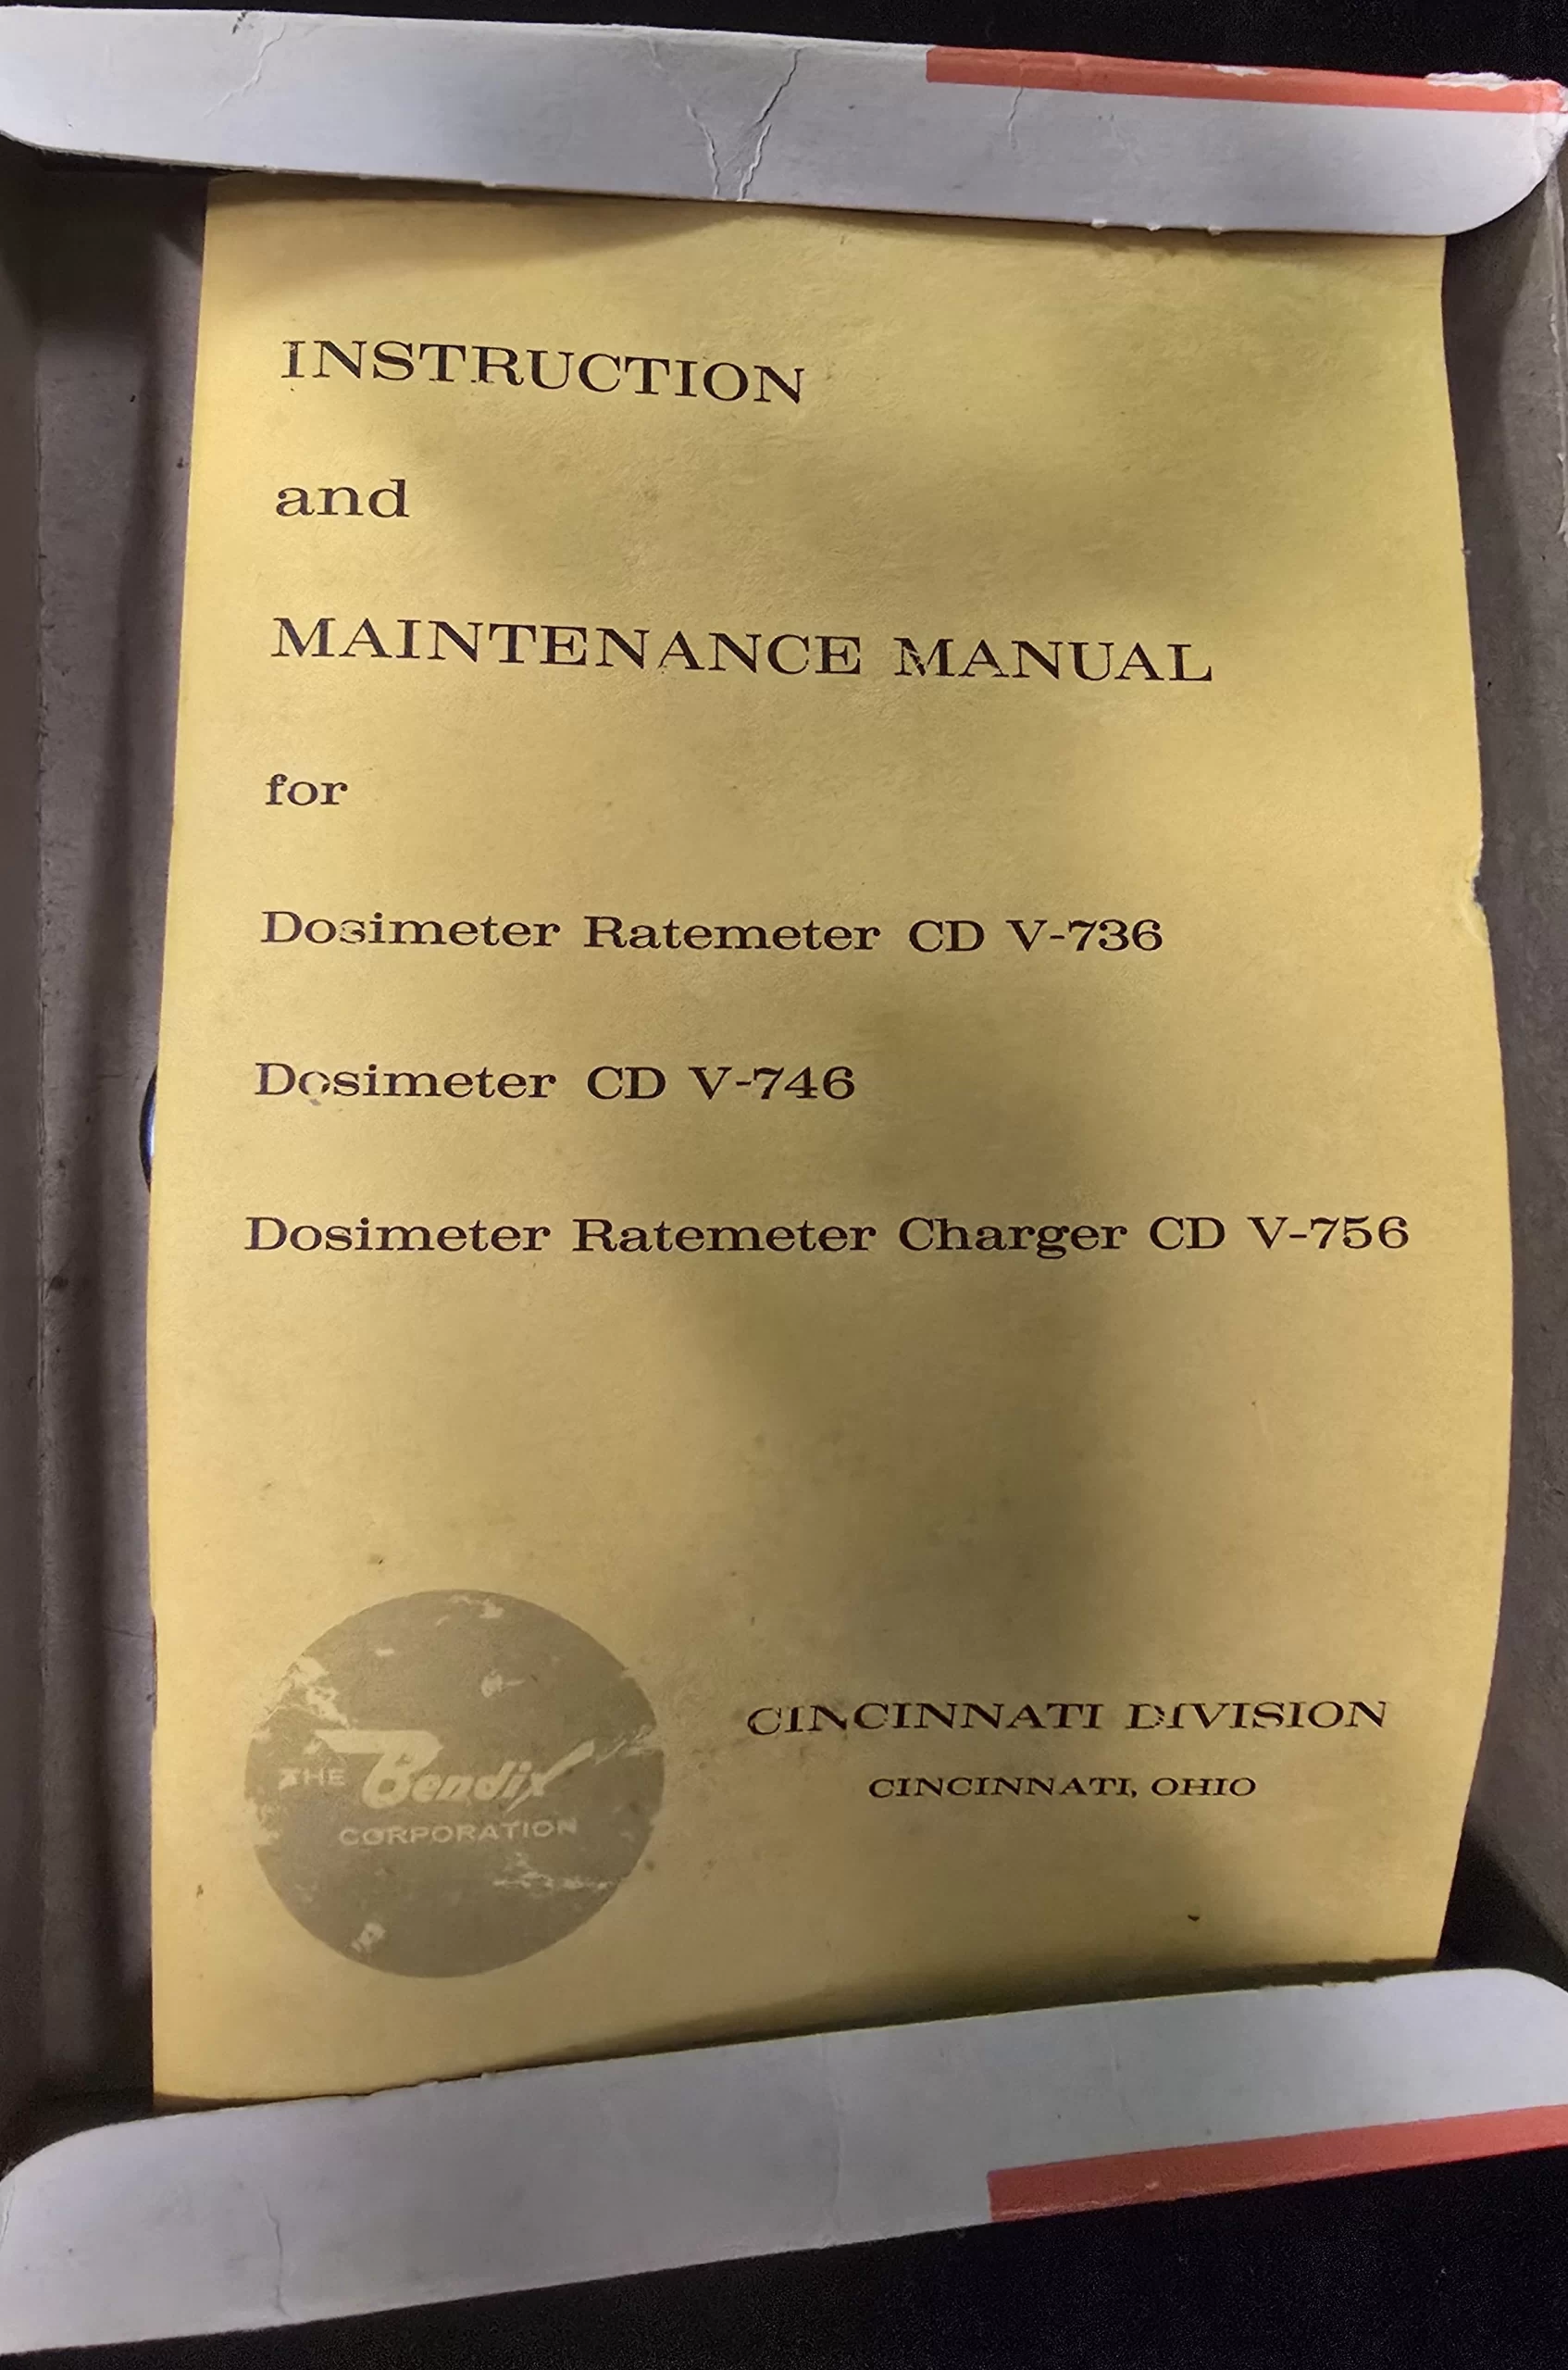 INSTRUCTION
and
MAINTENANCE MANUAL
for
Dosimeter Ratemeter CD V-736
Dosimeter CD V-746
Dosimeter Ratemeter Charger CD V-756
THE Bendix
CORPORATION
CINCINNATI DIVISION
CINCINNATI, OHIO